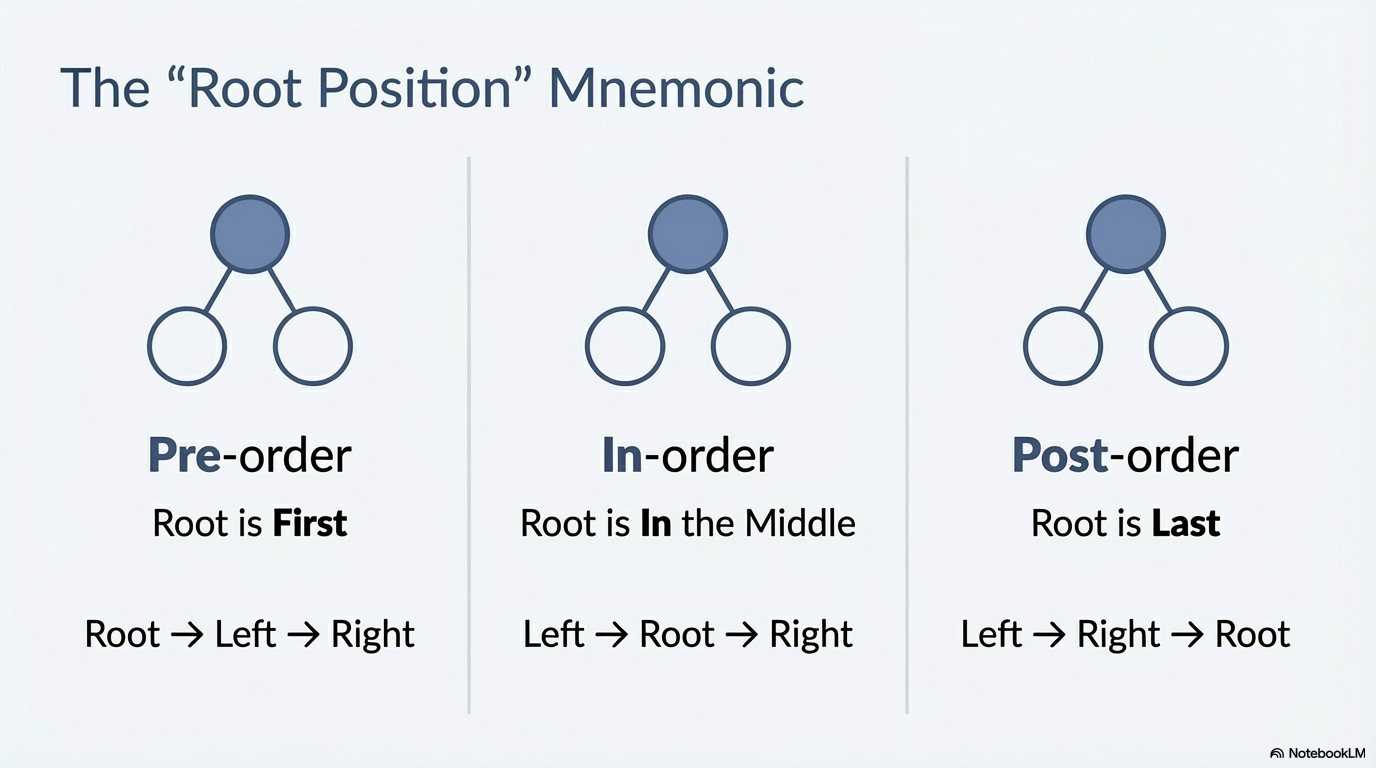 The “Root Position” Mnemonic
Pre-order
Root is First
Root → Left → Right
In-order
Root is In the Middle
Left → Root → Right
Post-order
Root is Last
Left → Right → Root
NotebookLM